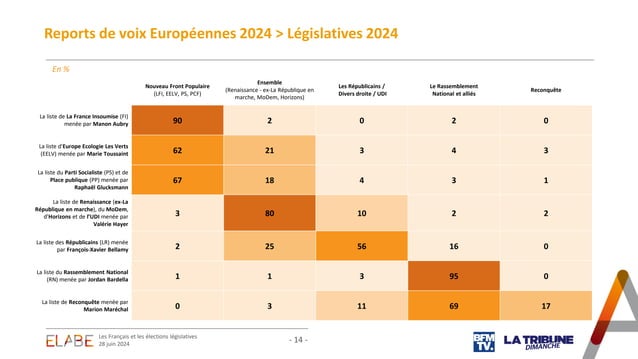 Reports de voix Européennes 2024 > Législatives 2024
En %
Nouveau Front Populaire
(LFI, EELV, PS, PCF)
Ensemble
(Renaissance - ex-La République en
marche, MoDem, Horizons)
Les Républicains /
Divers droite / UDI
Le Rassemblement
National et alliés
Reconquête
La liste de La France Insoumise (FI)
menée par Manon Aubry
90 2 0 2 0
La liste d'Europe Ecologie Les Verts
(EELV) menée par Marie Toussaint
62 21 3 4 3
La liste du Parti Socialiste (PS) et de
Place publique (PP) menée par
Raphaël Glucksmann
67 18 4 3 1
La liste de Renaissance (ex-La
République en marche), du MoDem,
d'Horizons et de l'UDI menée par
Valérie Hayer
3 80 10 2 2
La liste des Républicains (LR) menée
par François-Xavier Bellamy
2 25 56 16 0
La liste du Rassemblement National
(RN) menée par Jordan Bardella
1 1 3 95 0
La liste de Reconquête menée par
Marion Maréchal
0 3 11 69 17
ELABE
Les Français et les élections législatives
28 juin 2024
- 14 -
BFM
TV.
LA TRIBUNE
DIMANCHE